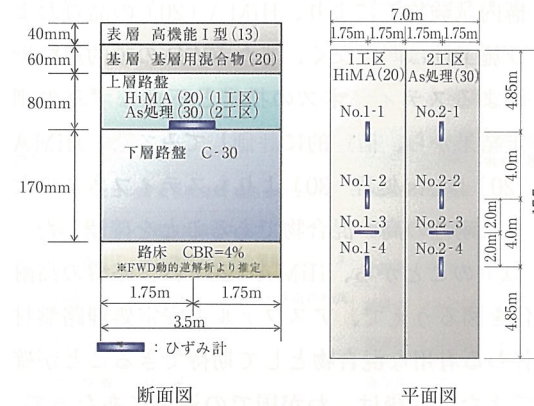 40mm
60mm
80mm
170mm
表層 高機能Ⅰ型(13)
基層 基層用混合物(20)
上層路盤
HiMA(20)(1工区)
As処理(30)(2工区)
下層路盤 C-30
路床 CBR=4%
※FWD動的逆解析より推定
1.75m
1.75m
3.5m
:ひずみ計
断面図
7.0m
1.75m
1.75m
1.75m
1.75m
1工区
HiMA(20)
2工区
As処理(30)
No.1-1
No.2-1
No.1-2
No.2-2
No.1-3
No.2-3
No.1-4
No.2-4
4.85m
4.0m
2.0m
2.0m
4.0m
4.85m
平面図